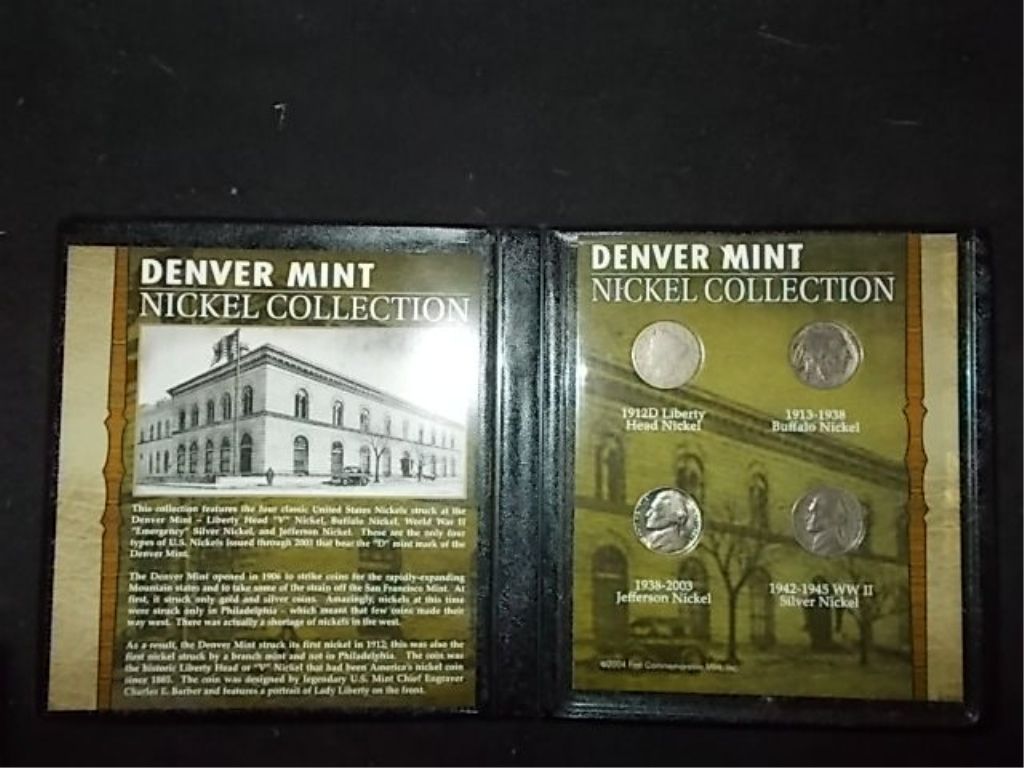 DENVER MINT
NICKEL COLLECTION
This collection features the four classic United States Nickels struck at the
Denver Mint – Liberty Head "V" Nickel, Buffalo Nickel, World War II
"Emergency" Silver Nickel, and Jefferson Nickel. These are the only four
types of U.S. Nickels issued through 2003 that bear the "D" mint mark of the
Denver Mint.
The Denver Mint opened in 1906 to strike coins for the rapidly-expanding
Mountain states and to take some of the strain off the San Francisco Mint. At
first, it struck only gold and silver coins. Amazingly, nickels at this time
were struck only in Philadelphia – which meant that few coins made their
way west. There was actually a shortage of nickels in the west.
As a result, the Denver Mint struck its first nickel in 1912; this was also the
first nickel struck by a branch mint and not in Philadelphia. The coin was
the historic Liberty Head or "V" Nickel that had been America's nickel coin
since 1883. The coin was designed by legendary U.S. Mint Chief Engraver
Charles E. Barber and features a portrait of Lady Liberty on the front.
DENVER MINT
NICKEL COLLECTION
1912D Liberty
Head Nickel
1913-1938
Buffalo Nickel
1938-2003
Jefferson Nickel
1942-1945 WW II
Silver Nickel
©2004 First Commemorative Mint, Inc.